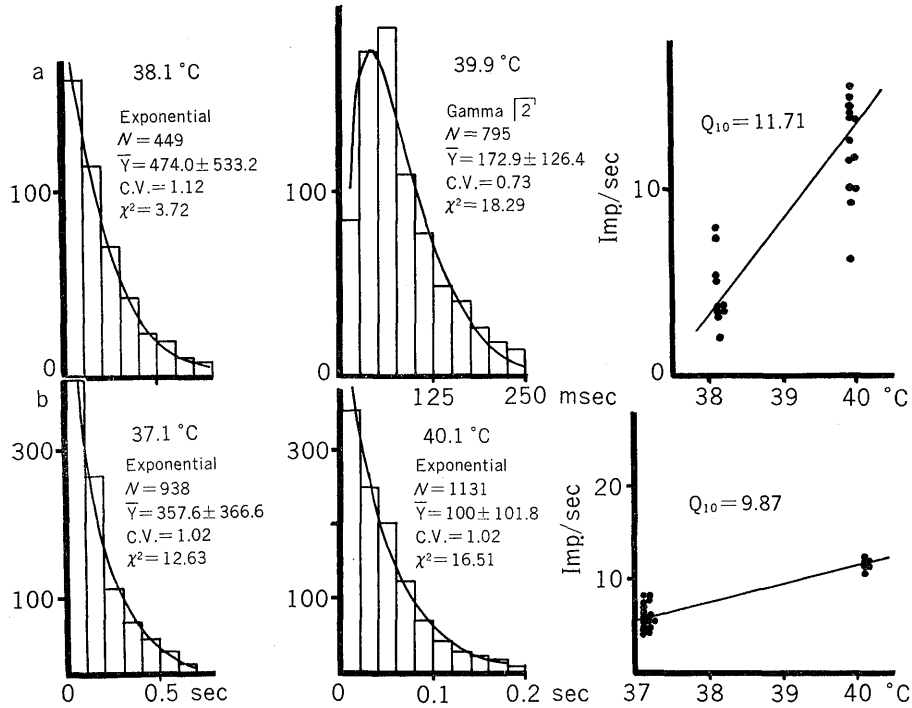 a
38.1 °C
Exponential
N = 449
Y̅ = 474.0 ± 533.2
C.V. = 1.12
χ² = 3.72
100
0
39.9 °C
Gamma 2
N = 795
Y̅ = 172.9 ± 126.4
C.V. = 0.73
χ² = 18.29
100
0
125 250 msec
Q₁₀ = 11.71
Imp/sec
10
0
38 39 40 °C
b
37.1 °C
Exponential
N = 938
Y̅ = 357.6 ± 366.6
C.V. = 1.02
χ² = 12.63
300
100
0 0.5 sec
40.1 °C
Exponential
N = 1131
Y̅ = 100 ± 101.8
C.V. = 1.02
χ² = 16.51
300
100
0 0.1 0.2 sec
Q₁₀ = 9.87
Imp/sec
20
10
37 38 39 40 °C